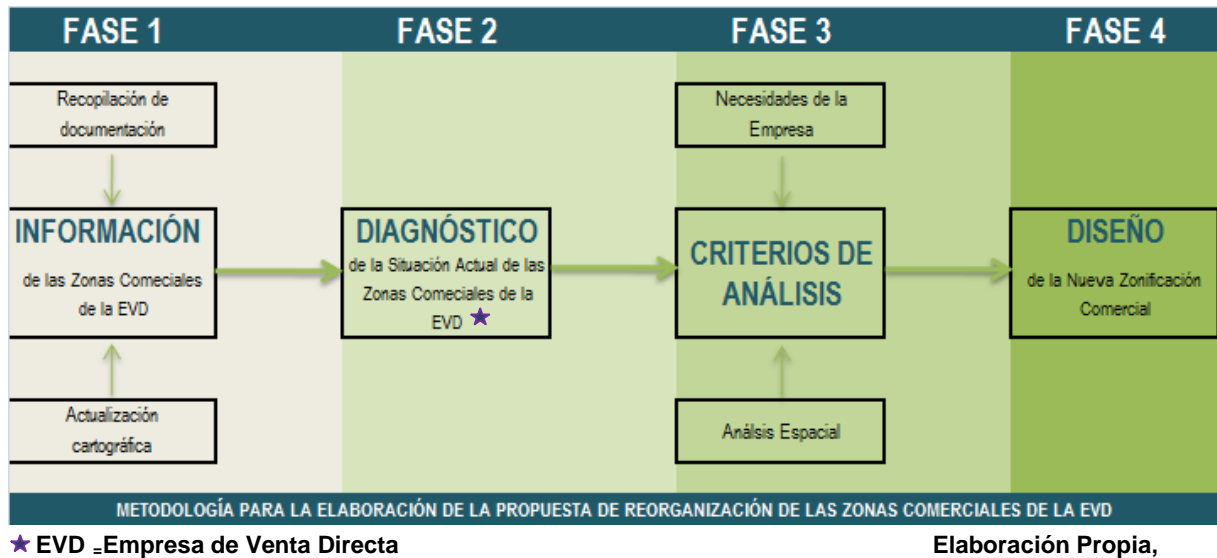 FASE 1
FASE 2
FASE 3
FASE 4
Recopilación de
documentación
INFORMACIÓN
de las Zonas Comeciales
de la EVD
Actualización
cartográfica
DIAGNÓSTICO
de la Situación Actual de las
Zonas Comeciales de la
EVD ★
Necesidades de la
Empresa
CRITERIOS DE
ANÁLISIS
Análsis Espacial
DISEÑO
de la Nueva Zonificación
Comercial
METODOLOGÍA PARA LA ELABORACIÓN DE LA PROPUESTA DE REORGANIZACIÓN DE LAS ZONAS COMERCIALES DE LA EVD
★ EVD =Empresa de Venta Directa
Elaboración Propia,